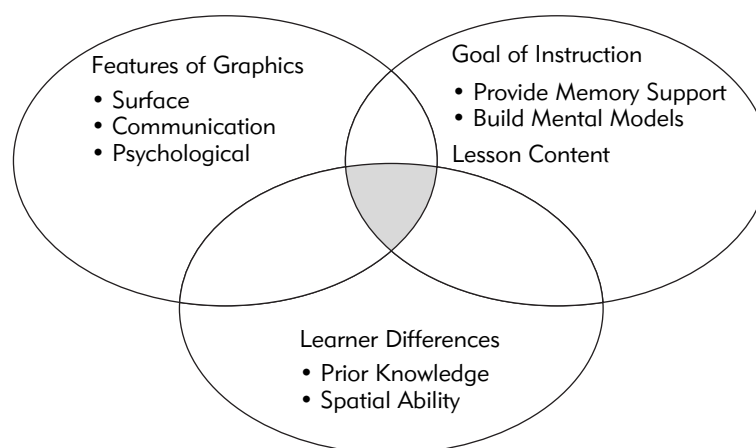 Features of Graphics
• Surface
• Communication
• Psychological
Goal of Instruction
• Provide Memory Support
• Build Mental Models
Lesson Content
Learner Differences
• Prior Knowledge
• Spatial Ability